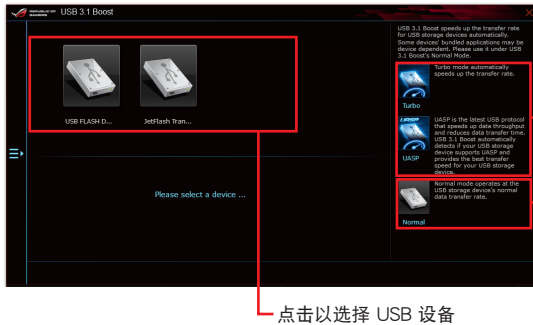 REPUBLIC OF
GAMERS
USB 3.1 Boost
USB 3.1 Boost speeds up the transfer rate
for USB storage devices automatically.
Some devices' bundled applications may be
device dependent. Please use it under USB
3.1 Boost's Normal Mode.
USB FLASH D...
JetFlash Tran...
Please select a device ...
Turbo mode automatically
speeds up the transfer rate.
Turbo
UASP
UASP is the latest USB protocol
that speeds up data throughput
and reduces data transfer time.
USB 3.1 Boost automatically
detects if your USB storage
device supports UASP and
provides the best transfer
speed for your USB storage
device.
UASP
Normal mode operates at the
USB storage device's normal
data transfer rate.
Normal
点击以选择 USB 设备